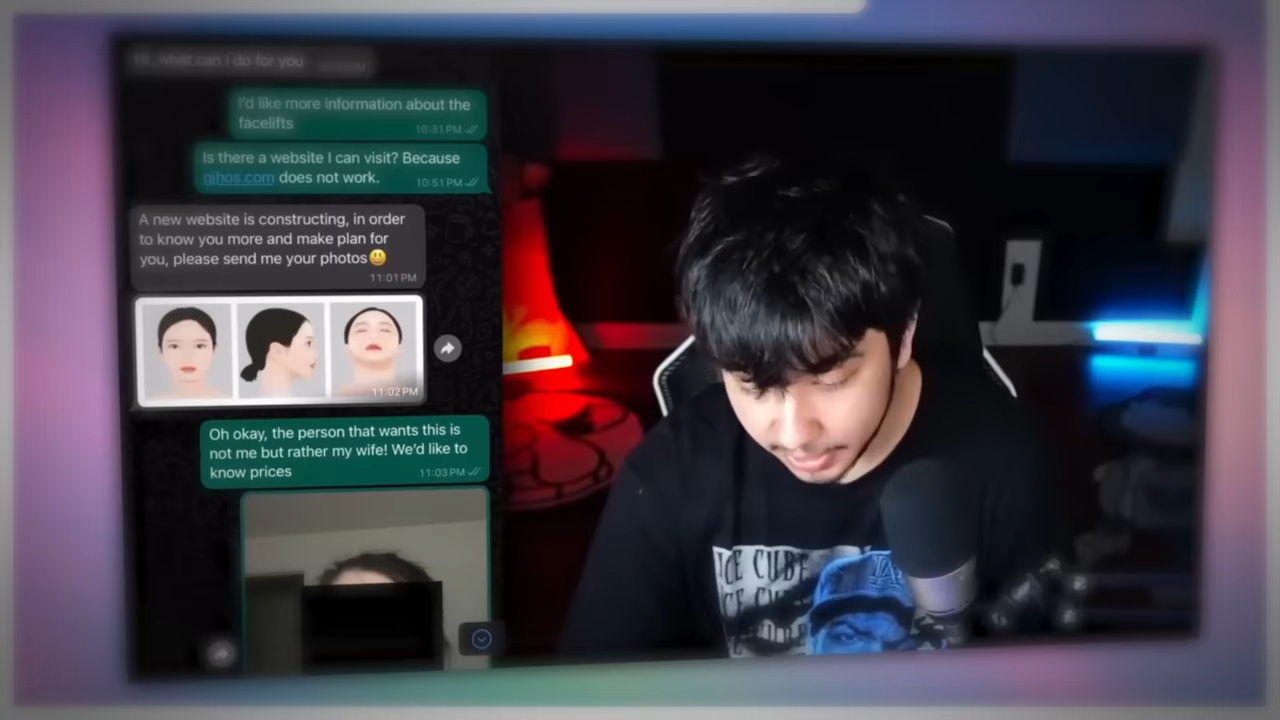 Hi, what can I do for you
I'd like more information about the
facelifts
10:31 PM
Is there a website I can visit? Because
gjhos.com does not work.
10:51 PM
A new website is constructing, in order
to know you more and make plan for
you, please send me your photos😃
11:01 PM
11:02 PM
Oh okay, the person that wants this is
not me but rather my wife! We'd like to
know prices
11:03 PM
ICE CUBE